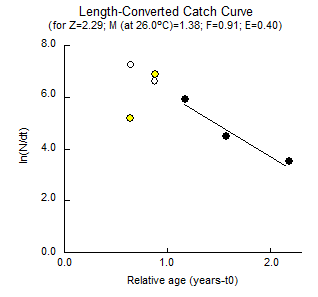 Length-Converted Catch Curve
(for Z=2.29; M (at 26.0ºC)=1.38; F=0.91; E=0.40)
8.0
6.0
ln(N/dt)
4.0
2.0
0.0
0.0 1.0 2.0
Relative age (years-t0)